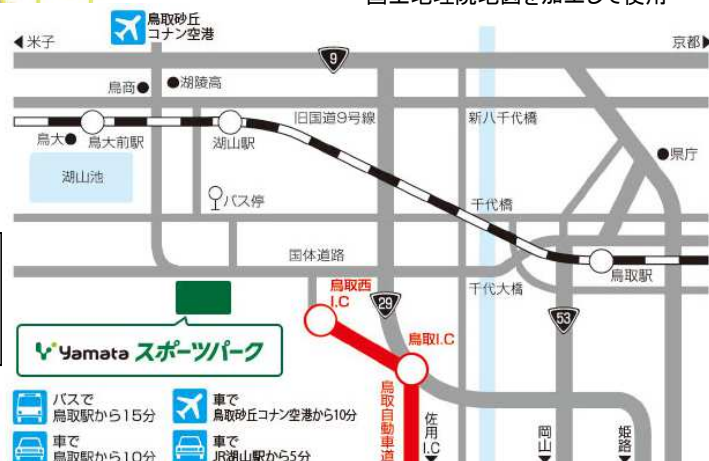 国土地理院地図を加工して使用
鳥取砂丘
コナン空港
◀米子
京都▶
9
鳥商●
●湖陵高
旧国道9号線
新八千代橋
鳥大●
鳥大前駅
湖山駅
●県庁
湖山池
バス停
千代橋
国体道路
鳥取駅
千代大橋
鳥取西
I.C
29
53
鳥取I.C
Yamata スポーツパーク
鳥取自動車道
佐用I.C▼
岡山▼
姫路▼
バスで
鳥取駅から15分
車で
鳥取砂丘コナン空港から10分
車で
鳥取駅から10分
車で
JR湖山駅から5分